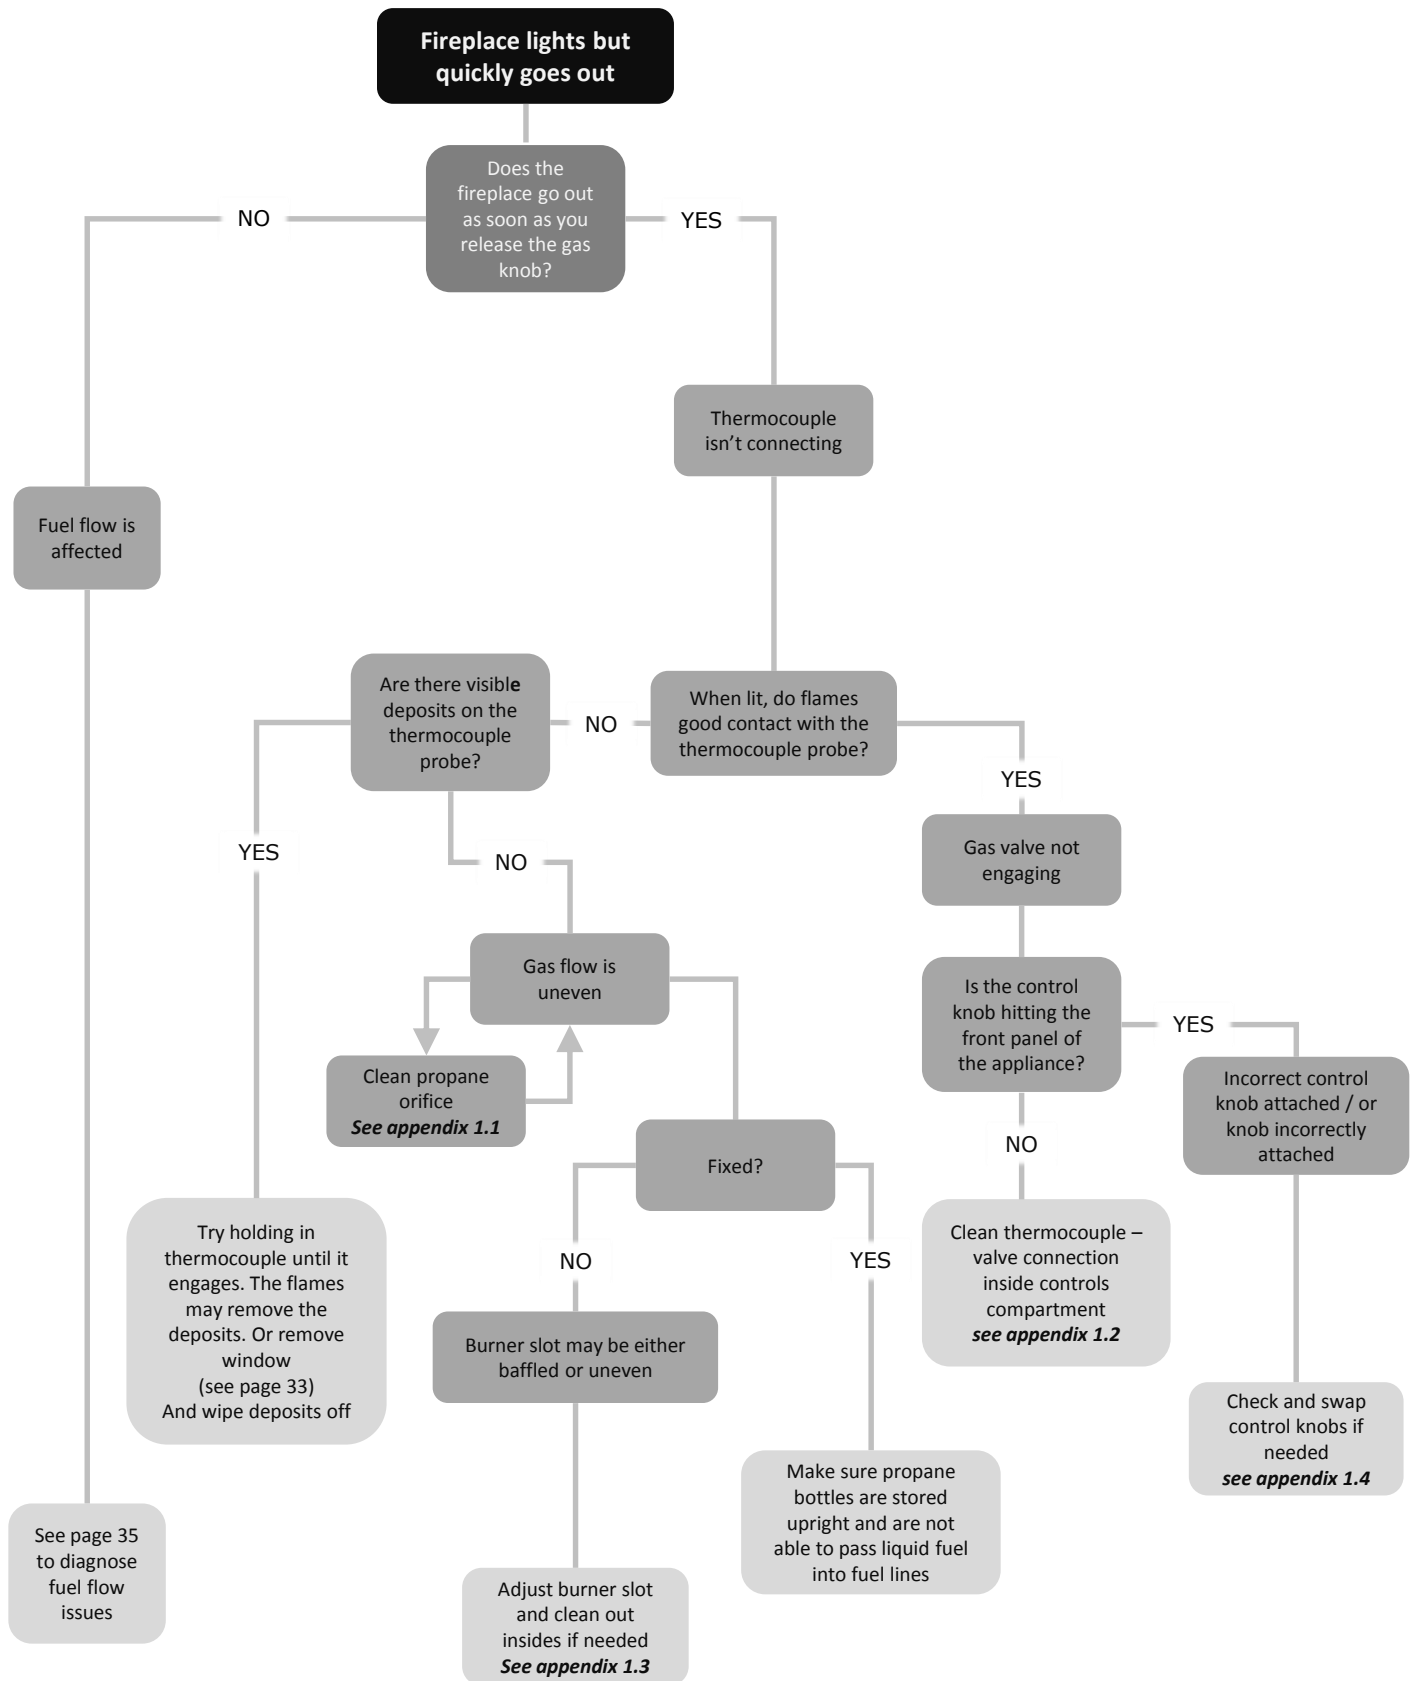 Fireplace lights but
quickly goes out
Does the
fireplace go out
as soon as you
release the gas
knob?
NO
YES
Thermocouple
isn’t connecting
Fuel flow is
affected
Are there visible
deposits on the
thermocouple
probe?
NO
When lit, do flames
good contact with the
thermocouple probe?
YES
YES
NO
Gas valve not
engaging
Gas flow is
uneven
Is the control
knob hitting the
front panel of
the appliance?
YES
Clean propane
orifice
See appendix 1.1
Incorrect control
knob attached / or
knob incorrectly
attached
NO
Fixed?
Try holding in
thermocouple until it
engages. The flames
may remove the
deposits. Or remove
window
(see page 33)
And wipe deposits off
NO
YES
Clean thermocouple –
valve connection
inside controls
compartment
see appendix 1.2
Burner slot may be either
baffled or uneven
Check and swap
control knobs if
needed
see appendix 1.4
Make sure propane
bottles are stored
upright and are not
able to pass liquid fuel
into fuel lines
See page 35
to diagnose
fuel flow
issues
Adjust burner slot
and clean out
insides if needed
See appendix 1.3